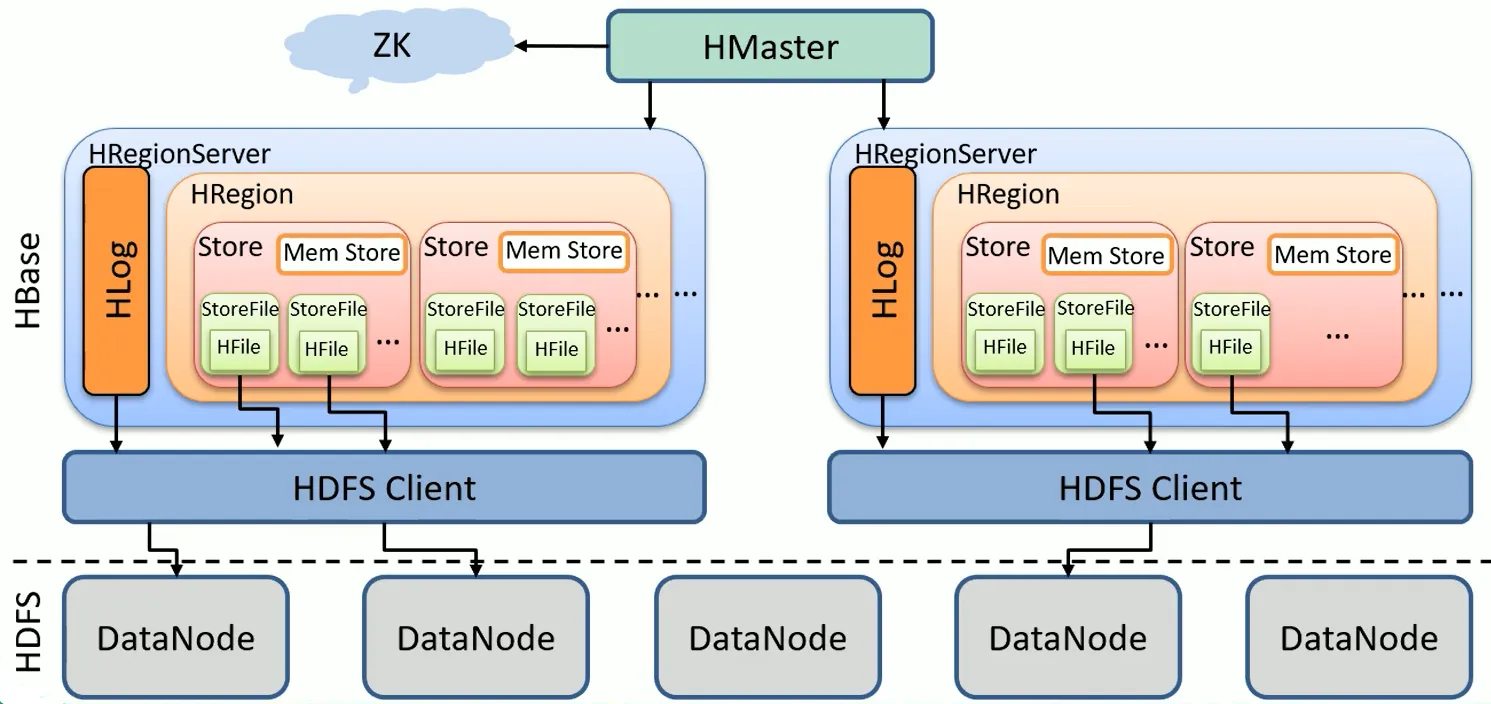 ZK
HMaster
HBase
HRegionServer
HLog
HRegion
Store
Mem Store
StoreFile
HFile
StoreFile
HFile
...
Store
Mem Store
StoreFile
HFile
StoreFile
HFile
...
...
...
HRegionServer
HLog
HRegion
Store
Mem Store
StoreFile
HFile
StoreFile
HFile
...
Store
Mem Store
StoreFile
HFile
...
...
...
HDFS Client
HDFS Client
HDFS
DataNode
DataNode
DataNode
DataNode
DataNode